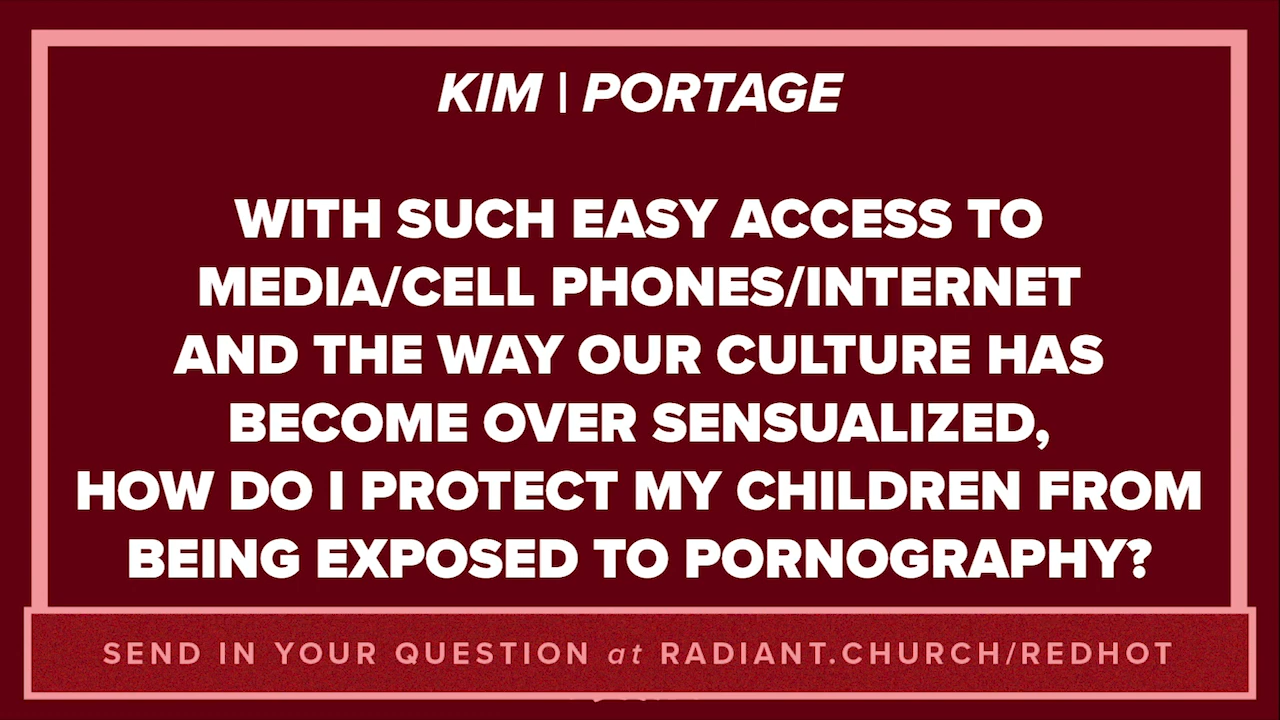 KIM | PORTAGE
WITH SUCH EASY ACCESS TO
MEDIA/CELL PHONES/INTERNET
AND THE WAY OUR CULTURE HAS
BECOME OVER SENSUALIZED,
HOW DO I PROTECT MY CHILDREN FROM
BEING EXPOSED TO PORNOGRAPHY?
SEND IN YOUR QUESTION at RADIANT.CHURCH/REDHOT